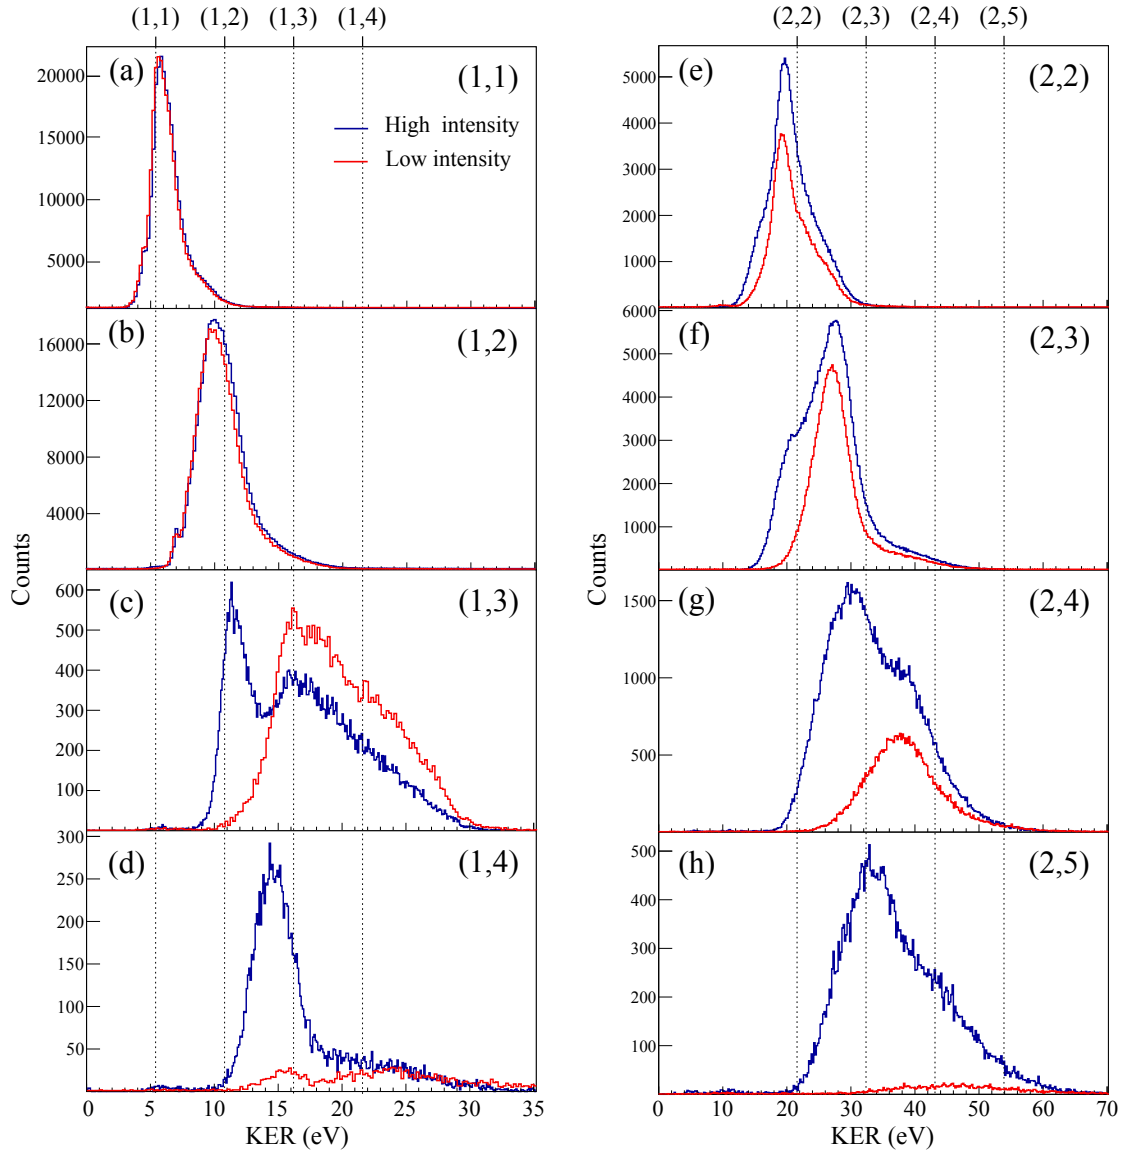 (1,1) (1,2) (1,3) (1,4)
(a) (1,1)
20000
15000
10000
5000
High intensity
Low intensity
(b) (1,2)
16000
12000
8000
4000
(c) (1,3)
600
500
400
300
200
100
(d) (1,4)
300
250
200
150
100
50
0 5 10 15 20 25 30 35
KER (eV)
Counts
(2,2) (2,3) (2,4) (2,5)
(e) (2,2)
5000
4000
3000
2000
1000
0
(f) (2,3)
6000
5000
4000
3000
2000
1000
(g) (2,4)
1500
1000
500
(h) (2,5)
500
400
300
200
100
0 10 20 30 40 50 60 70
KER (eV)
Counts